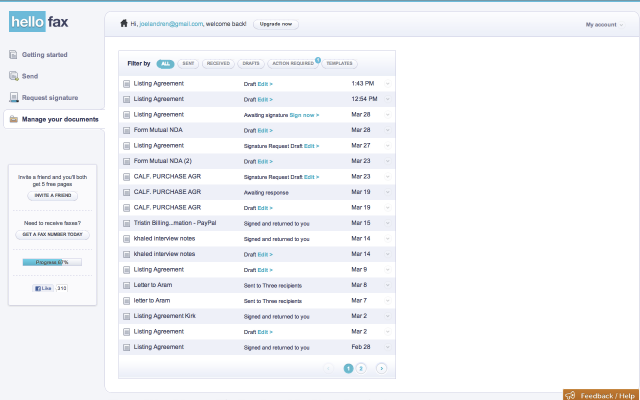 hello fax
Hi, joelandren@gmail.com, welcome back! Upgrade now
My account
Getting started
Send
Request signature
Manage your documents
Invite a friend and you'll both
get 5 free pages
INVITE A FRIEND
Need to receive faxes?
GET A FAX NUMBER TODAY
Progress 67%
Like 310
Filter by ALL SENT RECEIVED DRAFTS ACTION REQUIRED TEMPLATES
Listing Agreement Draft Edit > 1:43 PM
Listing Agreement Draft Edit > 12:54 PM
Listing Agreement Awaiting signature Sign now > Mar 28
Form Mutual NDA Draft Edit > Mar 28
Listing Agreement Signature Request Draft Edit > Mar 27
Form Mutual NDA (2) Draft Edit > Mar 23
CALF. PURCHASE AGR Signature Request Draft Edit > Mar 23
CALF. PURCHASE AGR Awaiting response Mar 19
CALF. PURCHASE AGR Draft Edit > Mar 19
Tristin Billing...mation - PayPal Signed and returned to you Mar 15
khaled interview notes Signed and returned to you Mar 14
khaled interview notes Draft Edit > Mar 14
Listing Agreement Draft Edit > Mar 9
Letter to Aram Sent to Three recipients Mar 8
letter to Aram Sent to Three recipients Mar 7
Listing Agreement Kirk Signed and returned to you Mar 2
Listing Agreement Draft Edit > Mar 2
Listing Agreement Signed and returned to you Feb 28
< 1 2 >
Feedback / Help